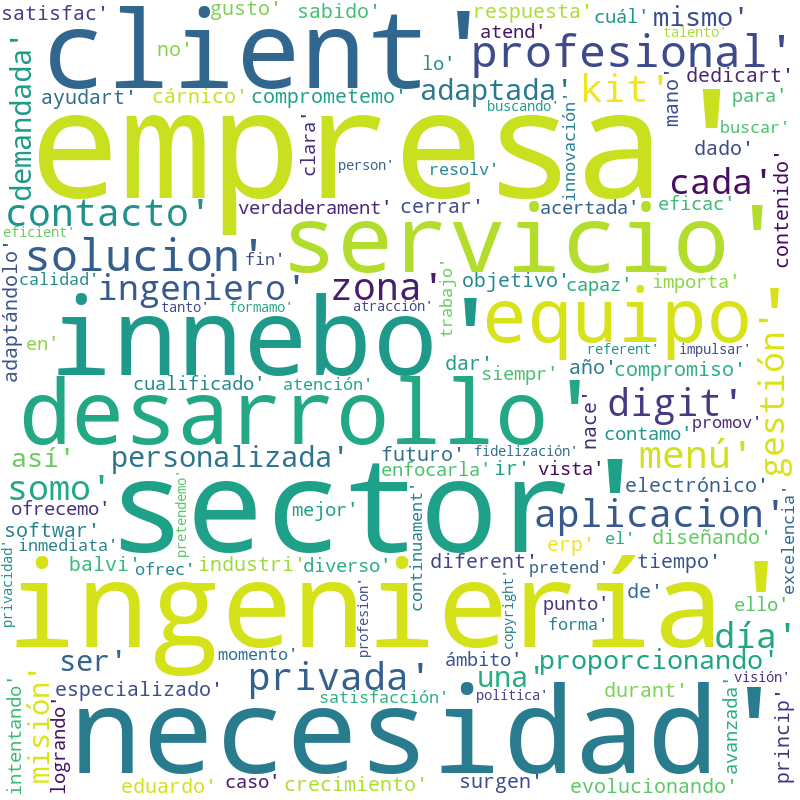 satisfac'
gusto'
sabido'
respuesta'
cuál'
mismo'
client'
no'
atend'
talento'
profesional'
lo'
demandada'
ayudart'
cárnico'
comprometemo'
adaptada'
buscando'
kit'
mano'
dedicart'
para'
buscar'
empresa'
clara'
person'
resolv'
innovación'
dado'
cada'
contenido'
contacto'
verdaderament'
cerrar'
acertada'
eficac'
eficient'
servicio'
adaptándolo'
solucion'
fin'
calidad'
ingeniero'
zona'
objetivo'
capaz'
importa'
tanto'
formamo'
atracción'
trabajo'
innebo'
equipo'
en'
dar'
referent'
impulsar'
cualificado'
atención'
siempr'
año'
compromiso'
gestión'
desarrollo'
nace'
digit'
promov'
contamo'
así'
personalizada'
futuro'
fidelización'
enfocarla'
ir'
vista'
menú'
somo'
sector'
electrónico'
ofrecemo'
pretendemo'
mejor'
continuament'
aplicacion'
softwar'
inmediata'
erp'
el'
diseñando'
excelencia'
privacidad'
balvi'
ofrec'
industri'
diverso'
diferent'
pretend'
tiempo'
ingeniería'
profesion'
copyright'
punto'
de'
forma'
ello'
día'
ser'
momento'
privada'
ámbito'
una'
proporcionando'
visión'
intentando'
misión'
logrando'
especializado'
satisfacción'
política'
durant'
avanzada'
princip'
necesidad'
eduardo'
caso'
crecimiento'
surgen'
evolucionando'